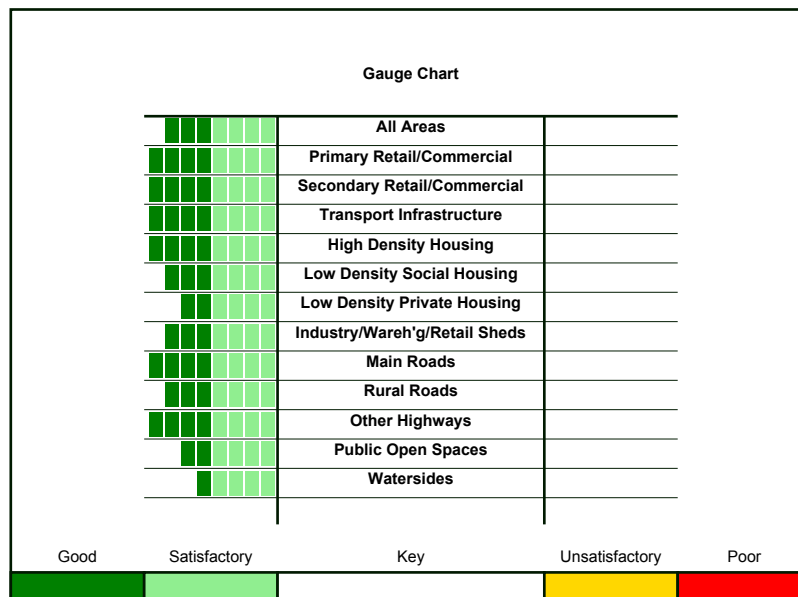 Gauge Chart
All Areas
Primary Retail/Commercial
Secondary Retail/Commercial
Transport Infrastructure
High Density Housing
Low Density Social Housing
Low Density Private Housing
Industry/Wareh'g/Retail Sheds
Main Roads
Rural Roads
Other Highways
Public Open Spaces
Watersides
Good Satisfactory Key Unsatisfactory Poor